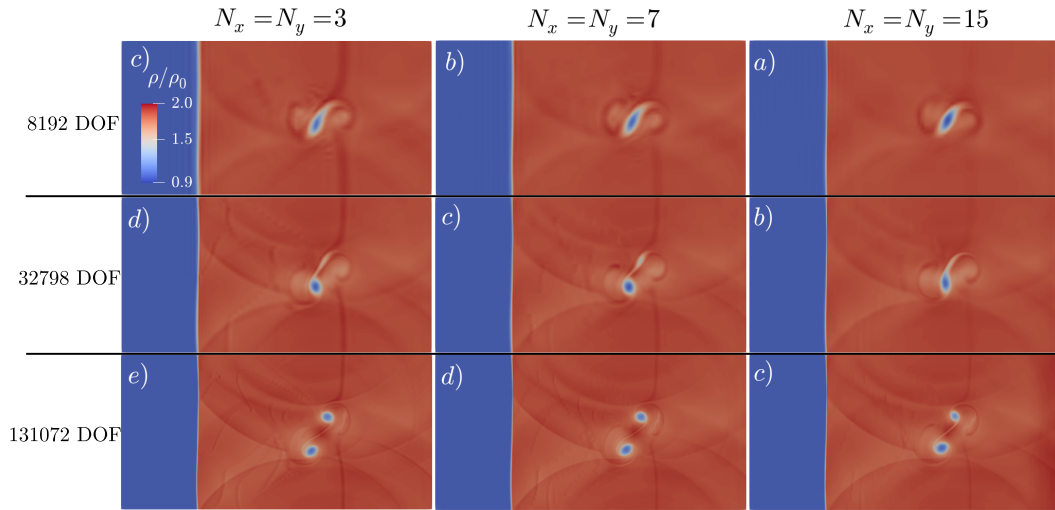 N_x = N_y = 3
N_x = N_y = 7
N_x = N_y = 15
8192 DOF
c)
ρ/ρ_0
2.0
1.5
0.9
b)
a)
32798 DOF
d)
c)
b)
131072 DOF
e)
d)
c)